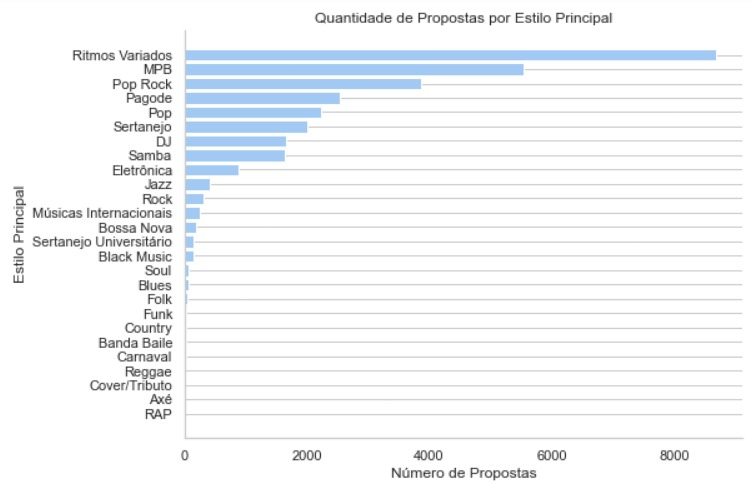 Quantidade de Propostas por Estilo Principal
Estilo Principal
Ritmos Variados
MPB
Pop Rock
Pagode
Pop
Sertanejo
DJ
Samba
Eletrônica
Jazz
Rock
Músicas Internacionais
Bossa Nova
Sertanejo Universitário
Black Music
Soul
Blues
Folk
Funk
Country
Banda Baile
Carnaval
Reggae
Cover/Tributo
Axé
RAP
0 2000 4000 6000 8000
Número de Propostas